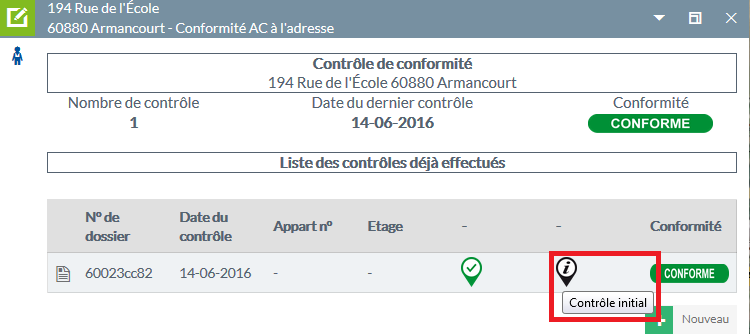 194 Rue de l'École
60880 Armancourt - Conformité AC à l'adresse
Contrôle de conformité
194 Rue de l'École 60880 Armancourt
Nombre de contrôle Date du dernier contrôle Conformité
1 14-06-2016 CONFORME
Liste des contrôles déjà effectués
N° de dossier Date du contrôle Appart n° Etage - - Conformité
60023cc82 14-06-2016 - - i CONFORME
Contrôle initial
+ Nouveau